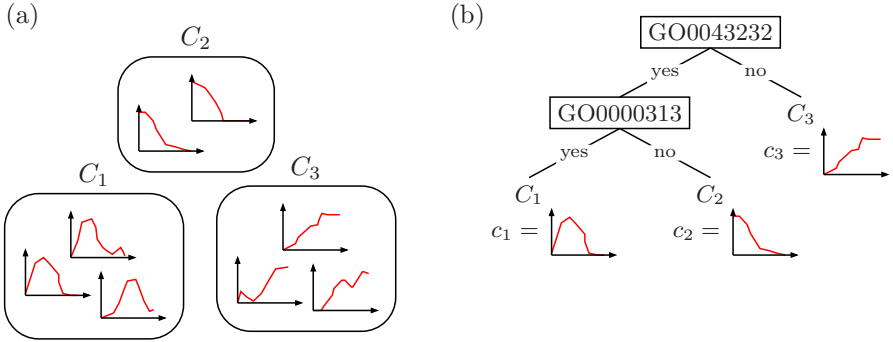 (a)
C₂
C₁
C₃
(b)
GO0043232
yes
no
GO0000313
C₃
c₃ =
yes
no
C₁
C₂
c₁ =
c₂ =